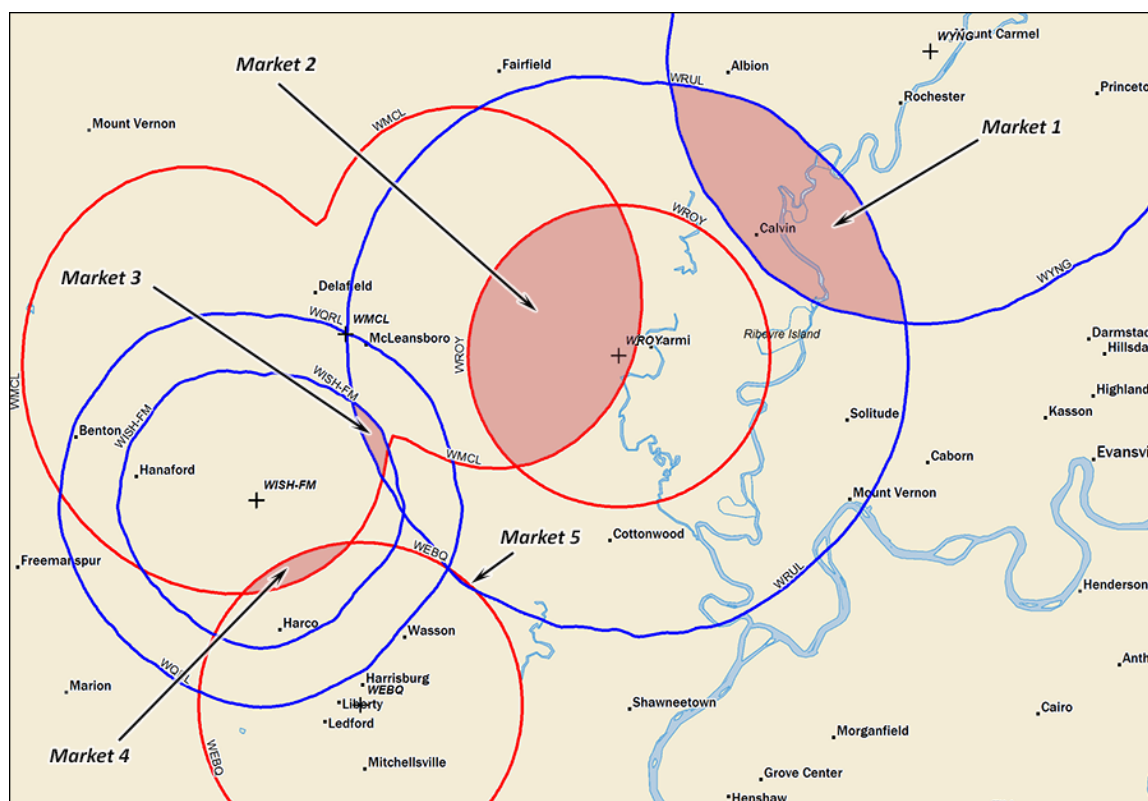 WYNG
Mount Carmel
Market 2
Fairfield
Albion
WRUL
Princeto
Rochester
WMCL
Market 1
Mount Vernon
WROY
Calvin
Market 3
WYNG
Delafield
WQRL
WMCL
McLeansboro
WROY
WROY
armi
Ribeyre Island
Darmstad
Hillsda
WMCL
WISH-FM
WISH-FM
Highland
Kasson
Solitude
Benton
WMCL
Hanaford
Caborn
Evansvi
WISH-FM
Mount Vernon
Market 5
Cottonwood
WEBQ
Freemanspur
WRUL
Henderson
Harco
Wasson
WQRL
Anth
Marion
Harrisburg
WEBQ
Liberty
Ledford
Shawneetown
Cairo
Market 4
WEBQ
Morganfield
Mitchellsville
Grove Center
Henshaw